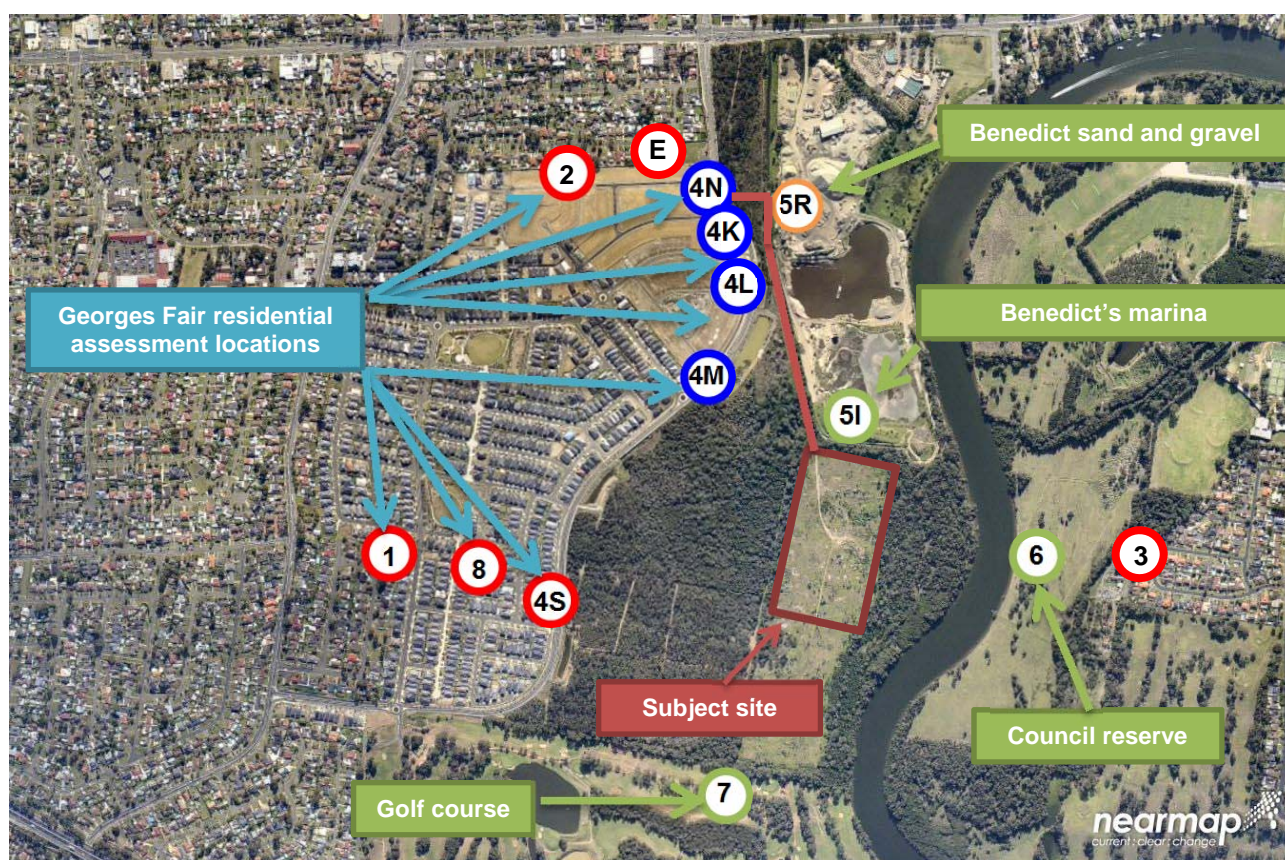 Benedict sand and gravel
E
2
4N
5R
4K
4L
Georges Fair residential
assessment locations
Benedict's marina
4M
5I
1
8
4S
6
3
Subject site
Council reserve
Golf course
7
nearmap
current:clear:change